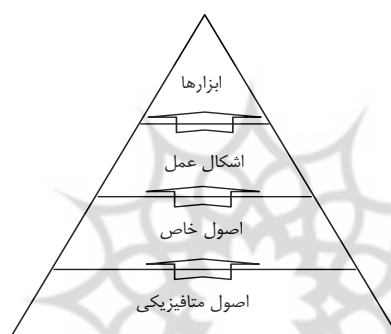 ابزارها
اشکال عمل
اصول خاص
اصول متافیزیکی